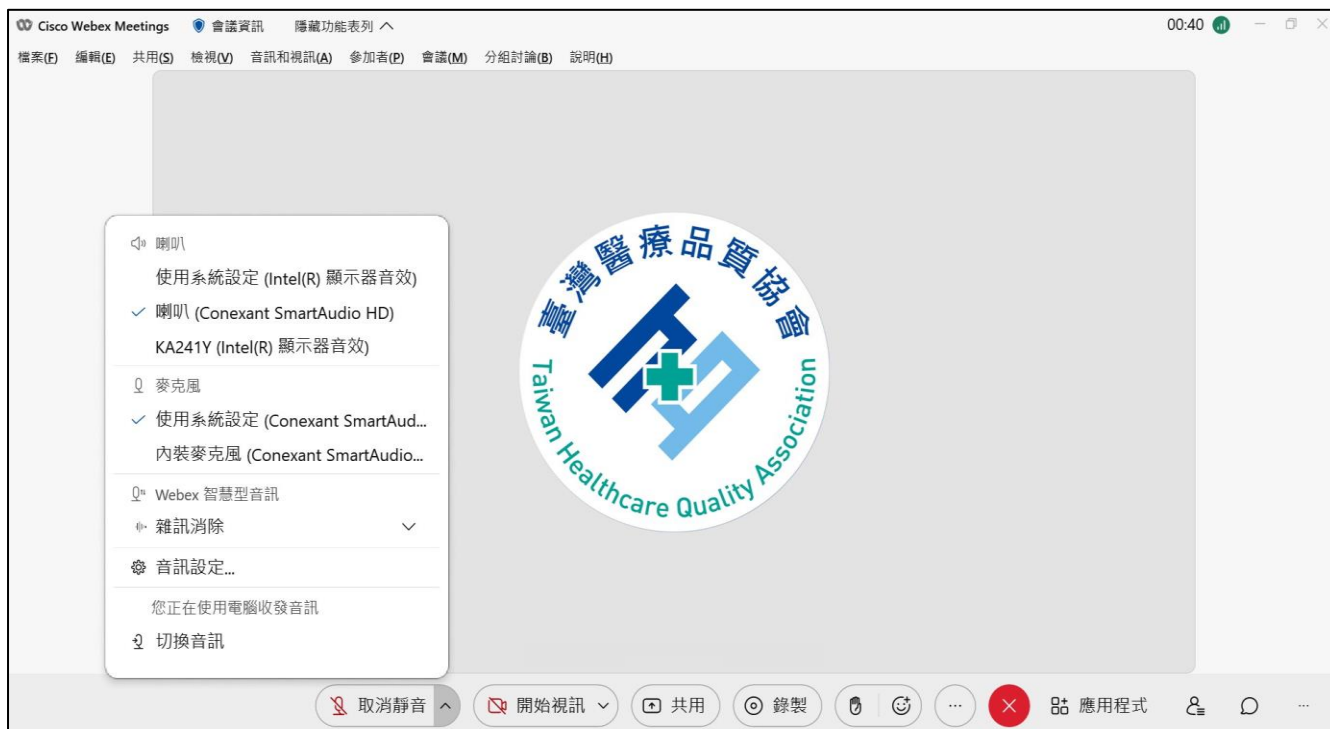 Cisco Webex Meetings 會議資訊 隱藏功能表列 00:40
檔案(F) 編輯(E) 共用(S) 檢視(V) 音訊和視訊(A) 參加者(P) 會議(M) 分組討論(B) 說明(H)
喇叭
使用系統設定 (Intel(R) 顯示器音效)
喇叭 (Conexant SmartAudio HD)
KA241Y (Intel(R) 顯示器音效)
麥克風
使用系統設定 (Conexant SmartAud...
內裝麥克風 (Conexant SmartAudio...
Webex 智慧型音訊
雜訊消除
音訊設定...
您正在使用電腦收發音訊
切換音訊
臺灣醫療品質協會
Taiwan Healthcare Quality Association
取消靜音 開始視訊 共用 錄製 ... 應用程式 ...